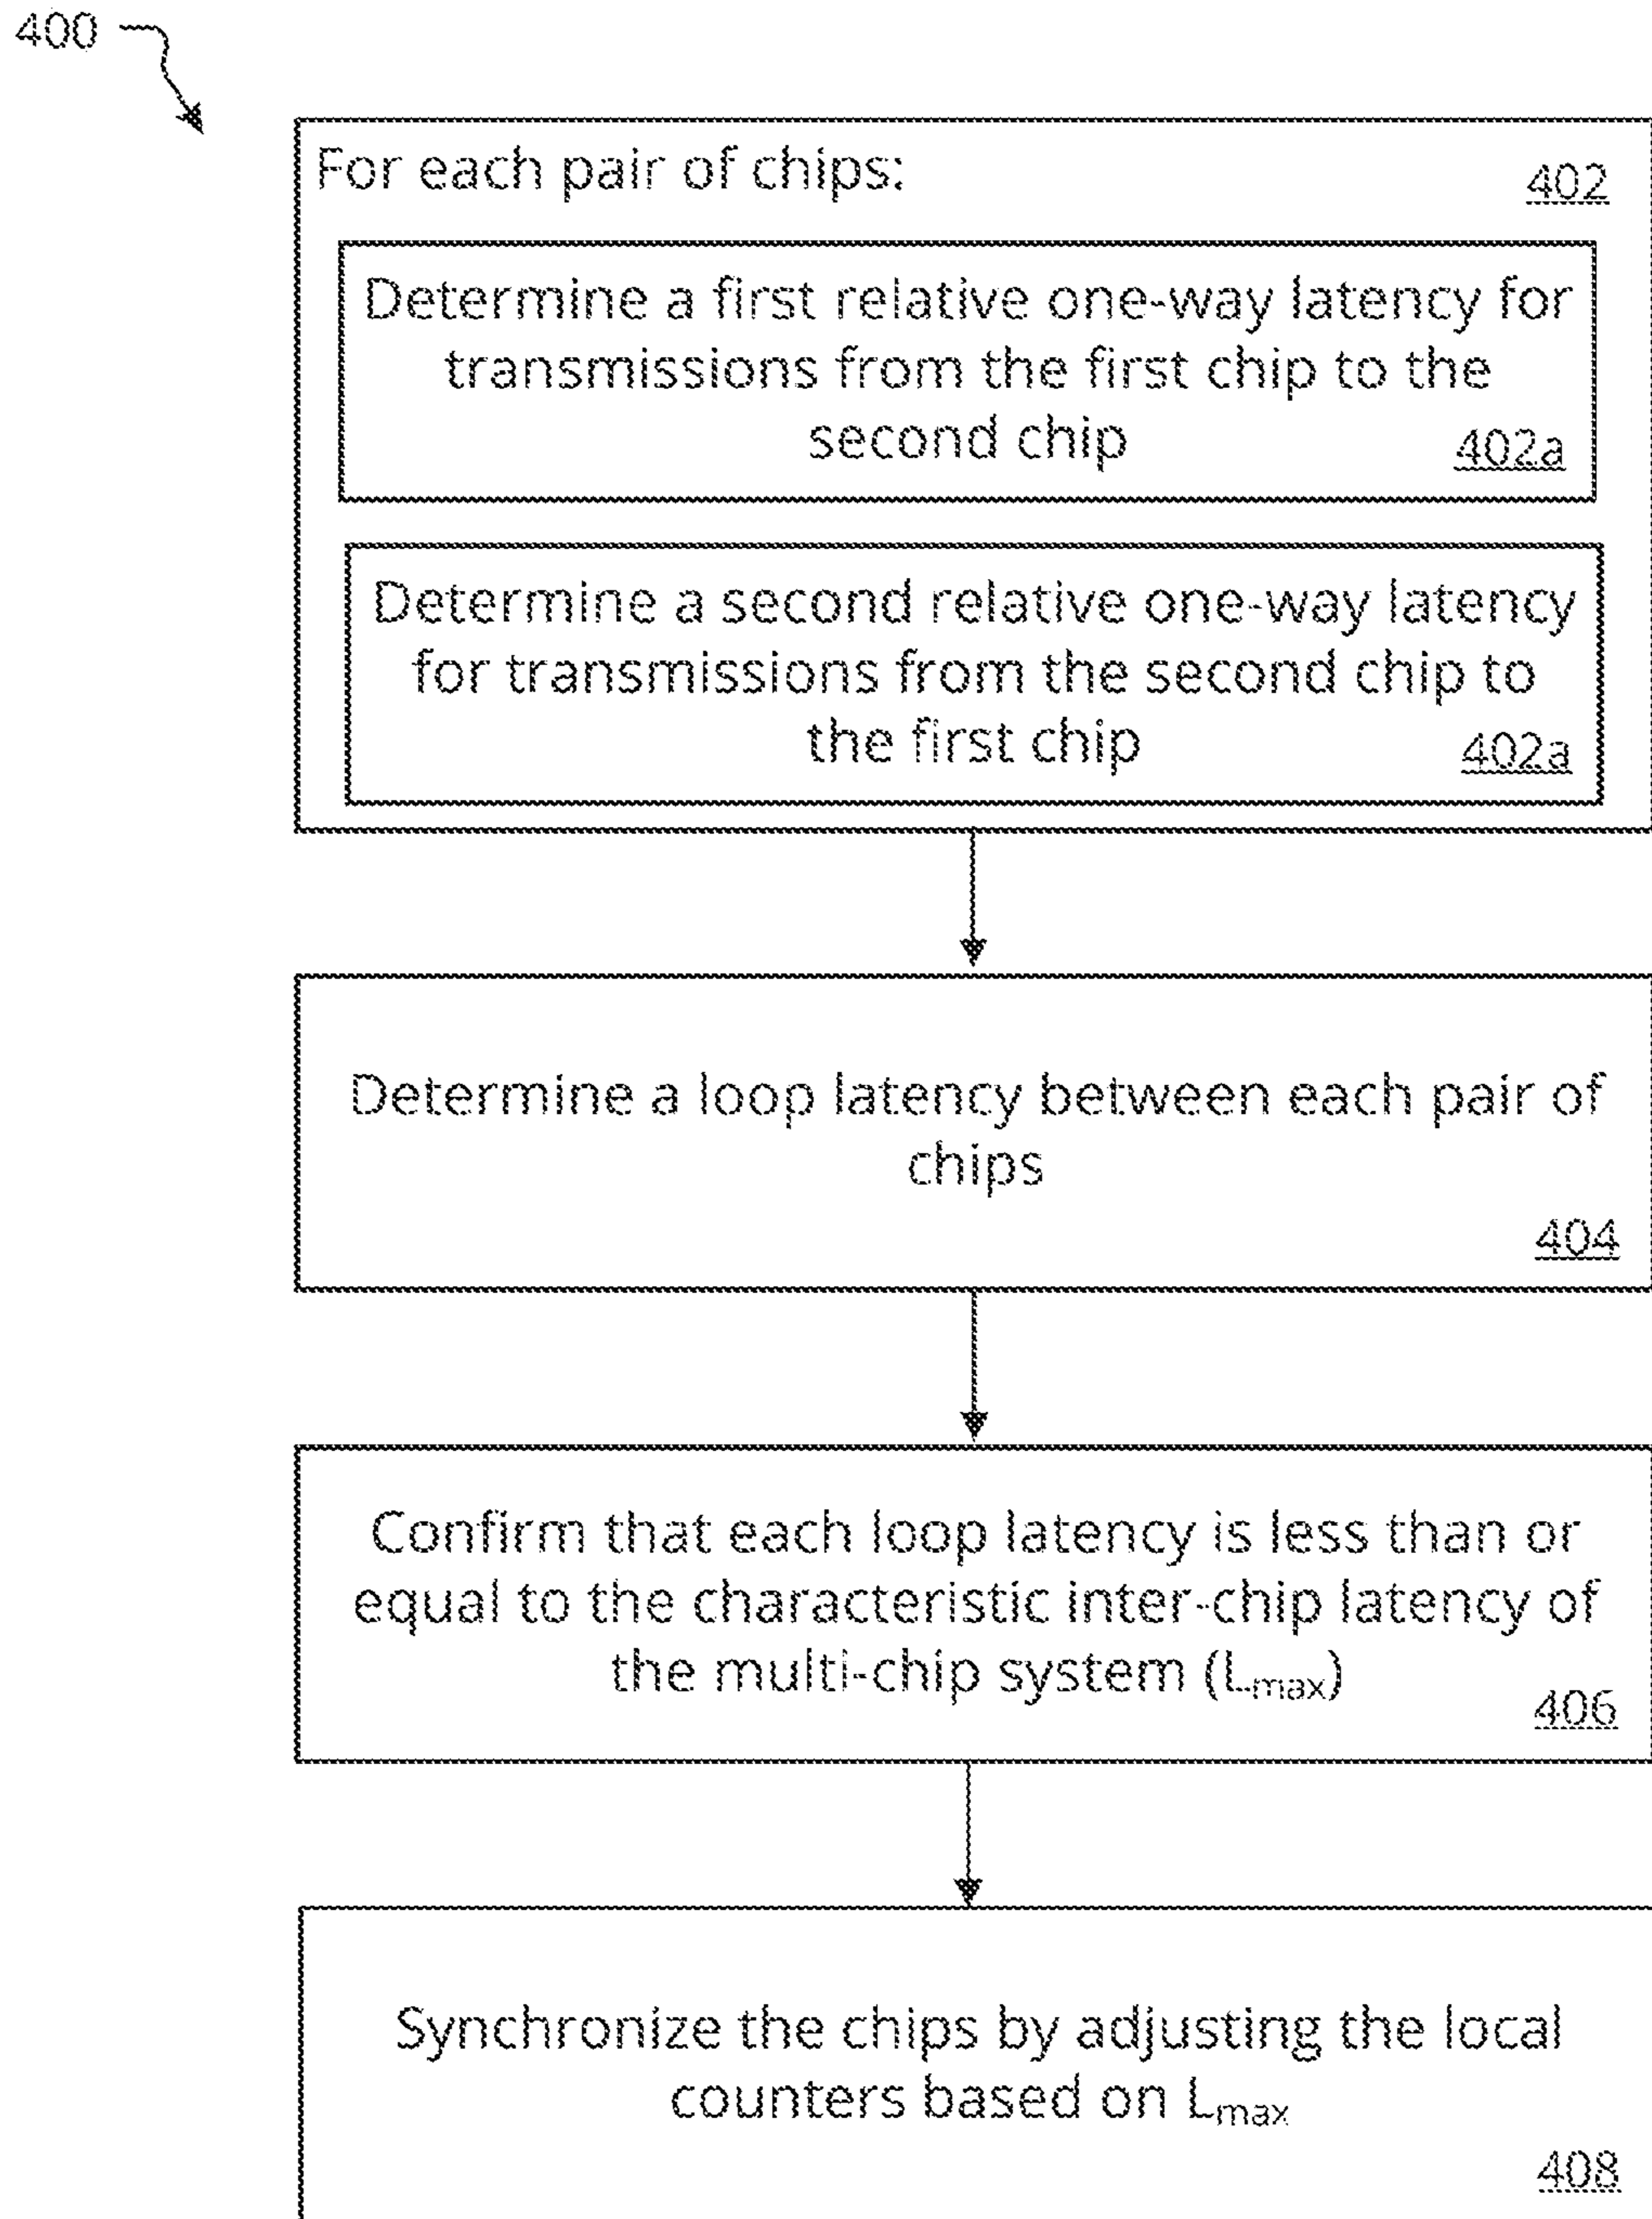 400
For each pair of chips:
402
Determine a first relative one-way latency for
transmissions from the first chip to the
second chip
402a
Determine a second relative one-way latency
for transmissions from the second chip to
the first chip
402a
Determine a loop latency between each pair of
chips
404
Confirm that each loop latency is less than or
equal to the characteristic inter-chip latency of
the multi-chip system (Lmax)
406
Synchronize the chips by adjusting the local
counters based on Lmax
408